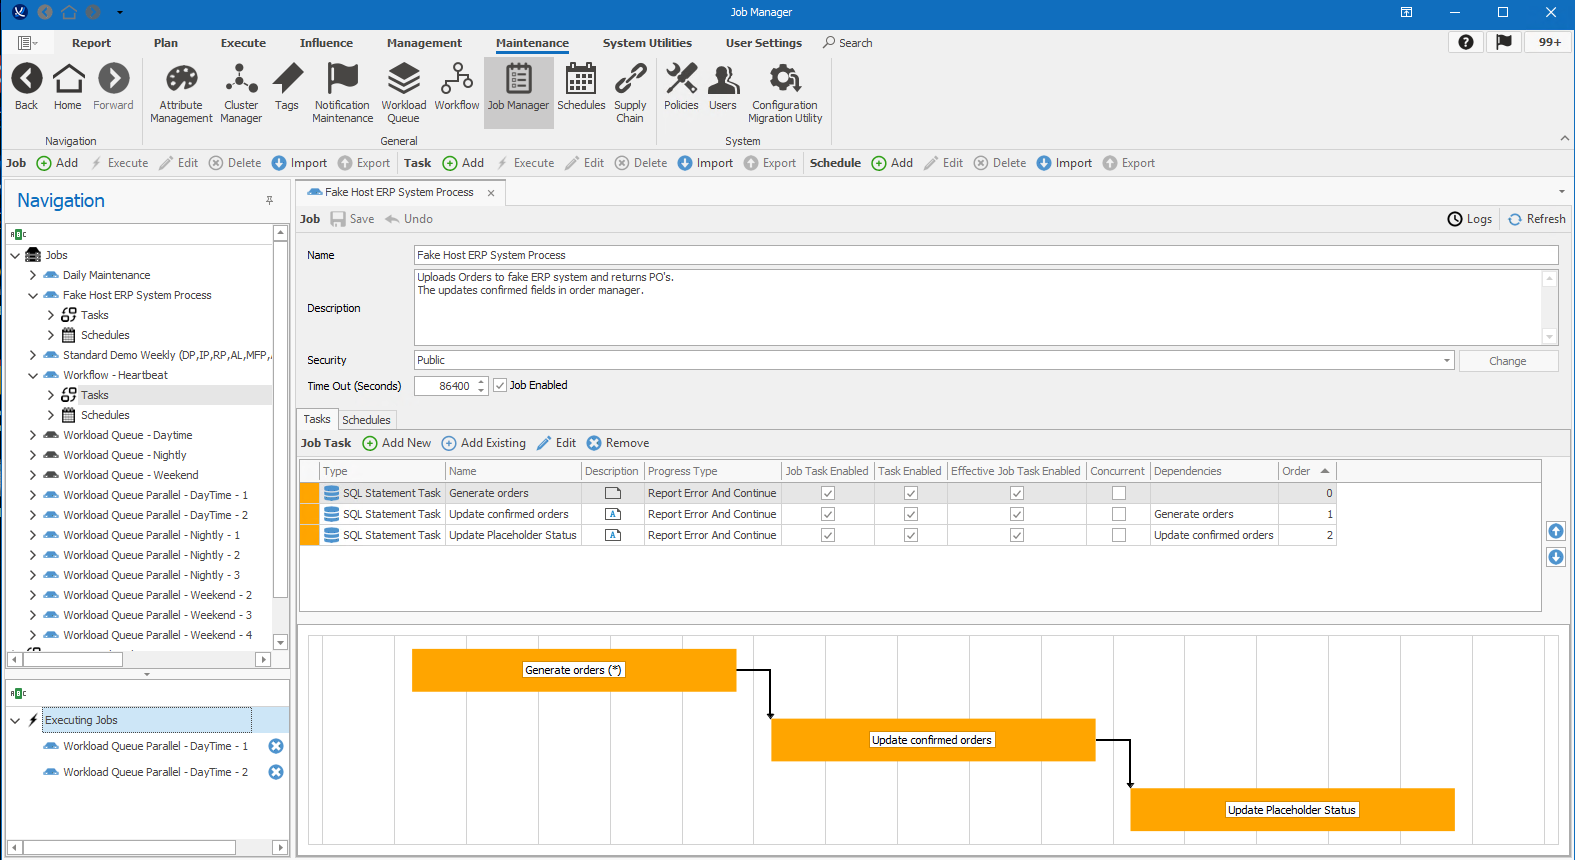 Job Manager
Report Plan Execute Influence Management Maintenance System Utilities User Settings Search 99+
Back Home Forward Attribute Management Cluster Manager Tags Notification Maintenance Workload Queue Workflow Job Manager Schedules Supply Chain Policies Users Configuration Migration Utility
Navigation General System
Job Add Execute Edit Delete Import Export Task Add Execute Edit Delete Import Export Schedule Add Edit Delete Import Export
Navigation
ABC
Jobs
Daily Maintenance
Fake Host ERP System Process
Tasks
Schedules
Standard Demo Weekly (DP,IP,RP,AL,MFP,
Workflow - Heartbeat
Tasks
Schedules
Workload Queue - Daytime
Workload Queue - Nightly
Workload Queue - Weekend
Workload Queue Parallel - DayTime - 1
Workload Queue Parallel - DayTime - 2
Workload Queue Parallel - Nightly - 1
Workload Queue Parallel - Nightly - 2
Workload Queue Parallel - Nightly - 3
Workload Queue Parallel - Weekend - 2
Workload Queue Parallel - Weekend - 3
Workload Queue Parallel - Weekend - 4
ABC
Executing Jobs
Workload Queue Parallel - DayTime - 1
Workload Queue Parallel - DayTime - 2
Fake Host ERP System Process
Job Save Undo Logs Refresh
Name Fake Host ERP System Process
Description Uploads Orders to fake ERP system and returns PO's.
The updates confirmed fields in order manager.
Security Public Change
Time Out (Seconds) 86400 Job Enabled
Tasks Schedules
Job Task Add New Add Existing Edit Remove
Type Name Description Progress Type Job Task Enabled Task Enabled Effective Job Task Enabled Concurrent Dependencies Order
SQL Statement Task Generate orders Report Error And Continue 0
SQL Statement Task Update confirmed orders A Report Error And Continue Generate orders 1
SQL Statement Task Update Placeholder Status A Report Error And Continue Update confirmed orders 2
Generate orders (*)
Update confirmed orders
Update Placeholder Status